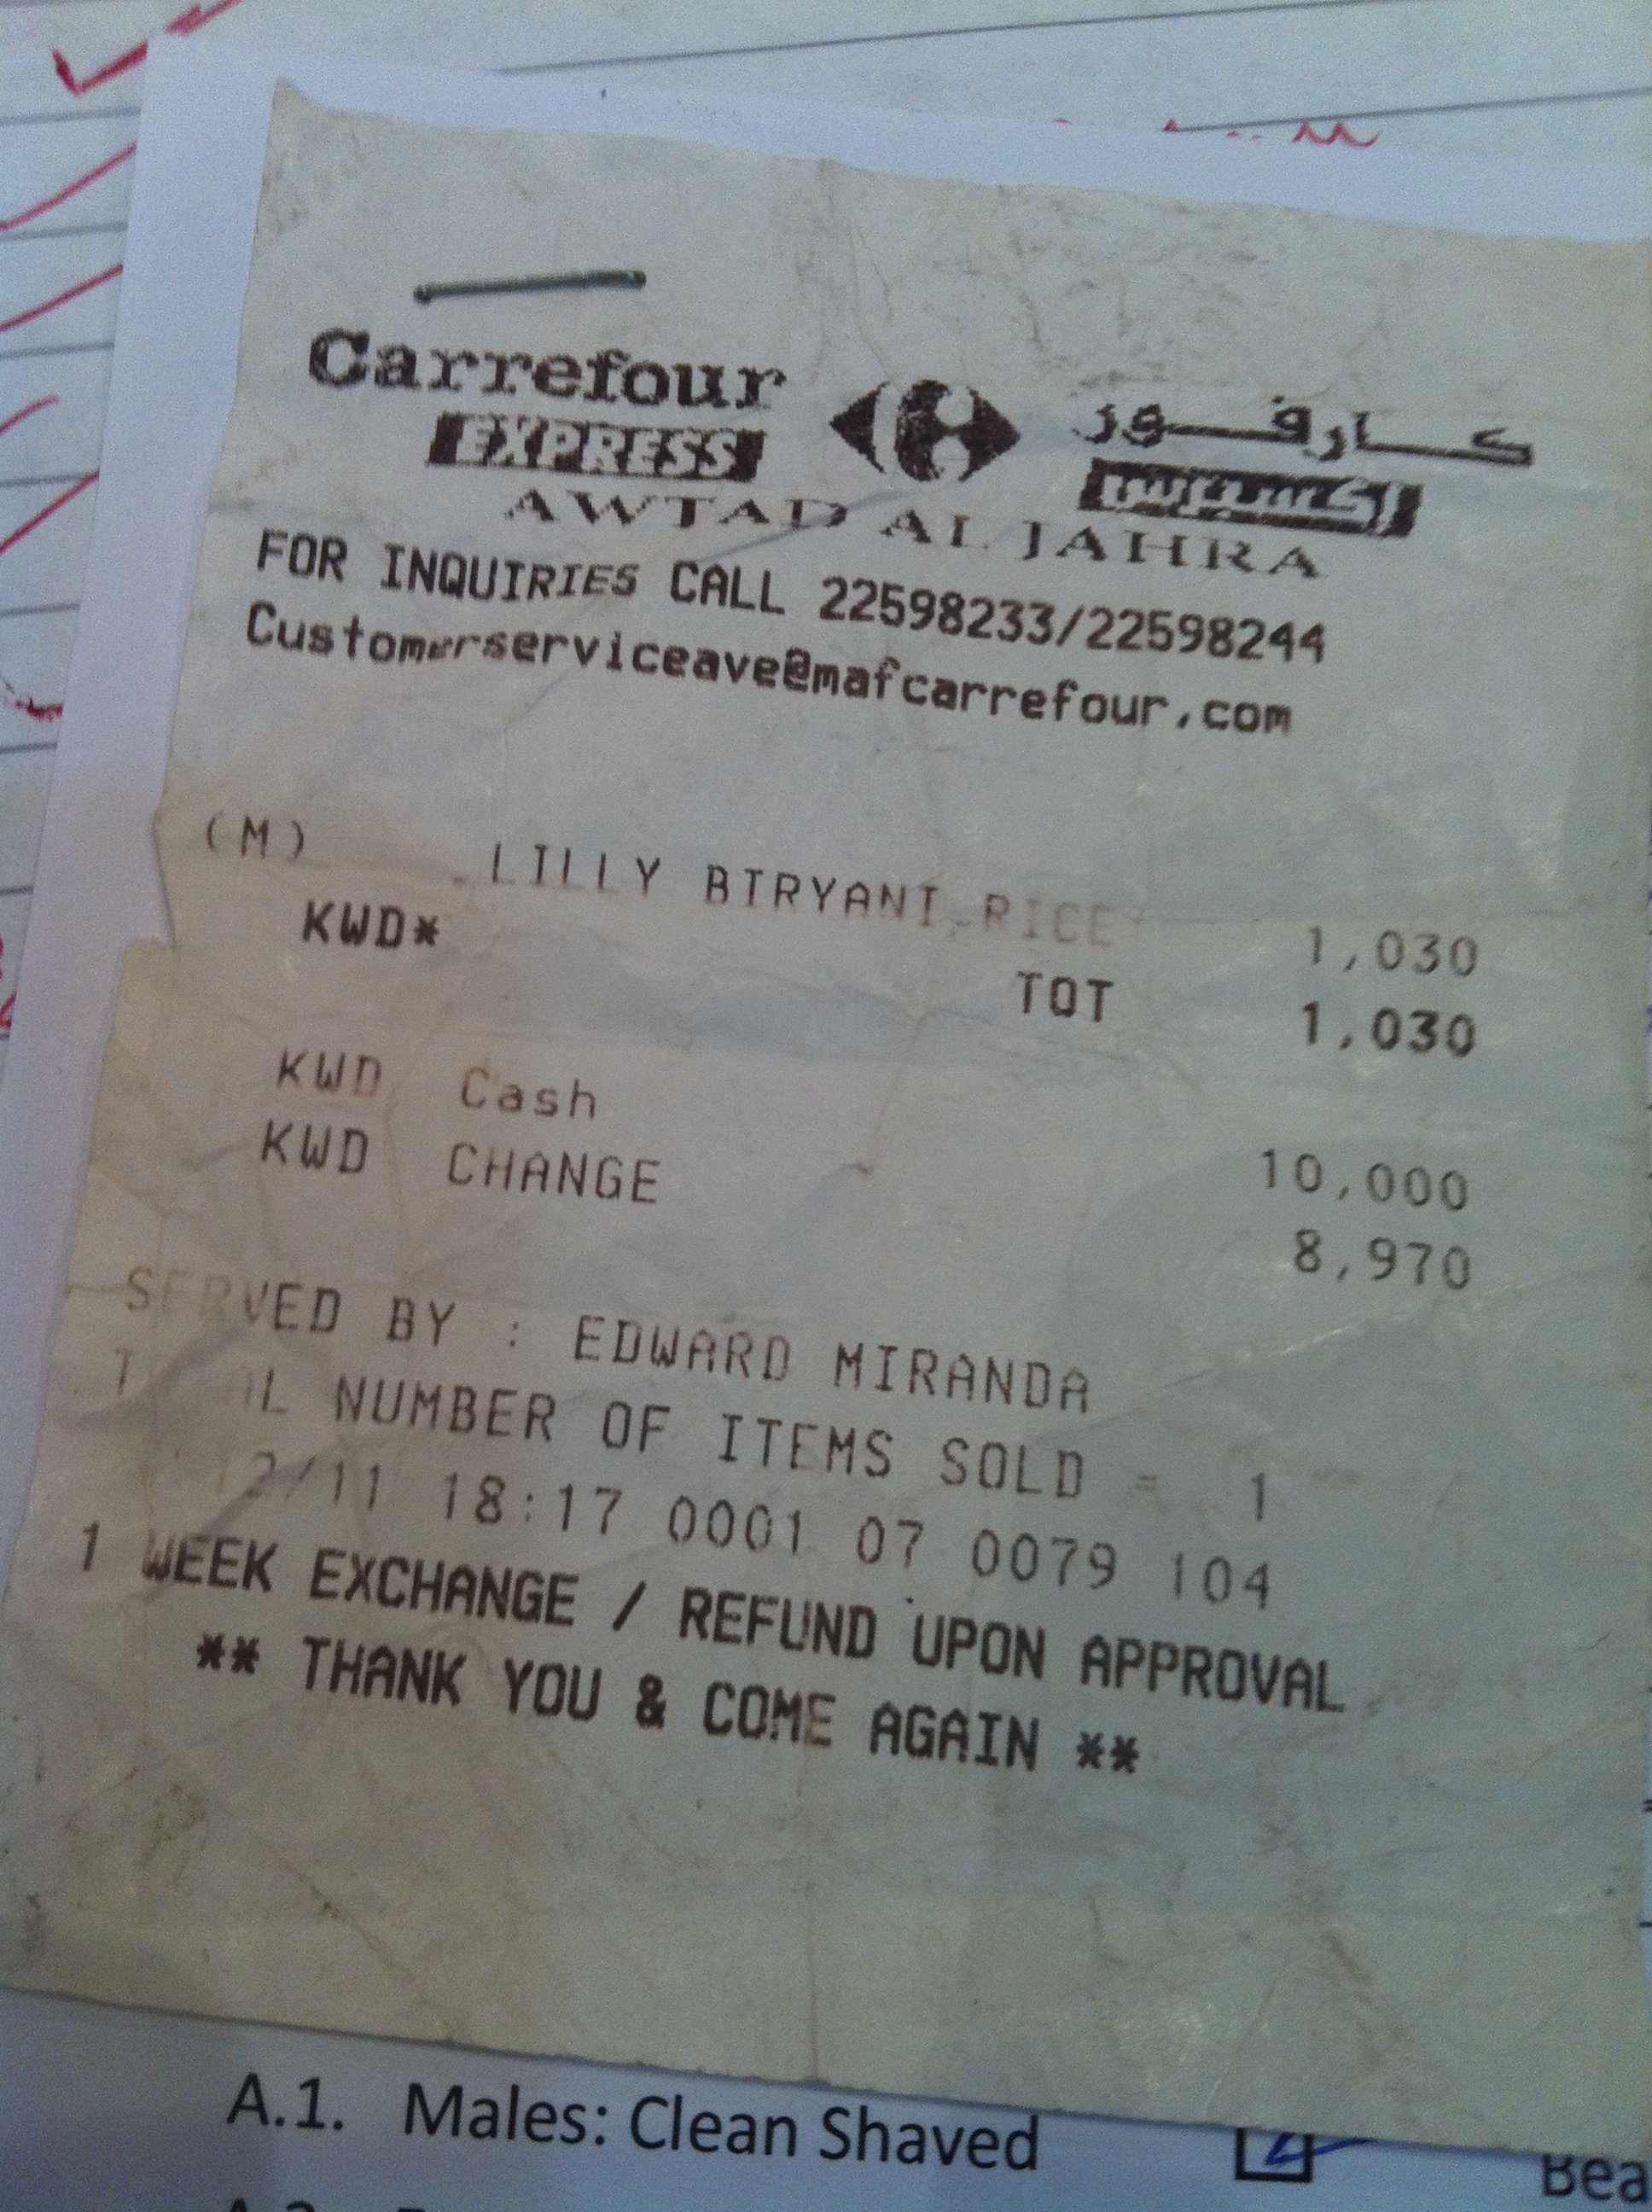 Carrefour كارفور
EXPRESS اكسبريس
AWTAD AL JAHRA
FOR INQUIRIES CALL 22598233/22598244
Customerserviceave@mafcarrefour.com
(M) LILLY BIRYANI RICE 1,030
KWD* TOT 1,030
KWD Cash 10,000
KWD CHANGE 8,970
SERVED BY : EDWARD MIRANDA
NUMBER OF ITEMS SOLD = 1
12/11 18:17 0001 07 0079 104
1 WEEK EXCHANGE / REFUND UPON APPROVAL
** THANK YOU & COME AGAIN **
A.1. Males: Clean Shaved